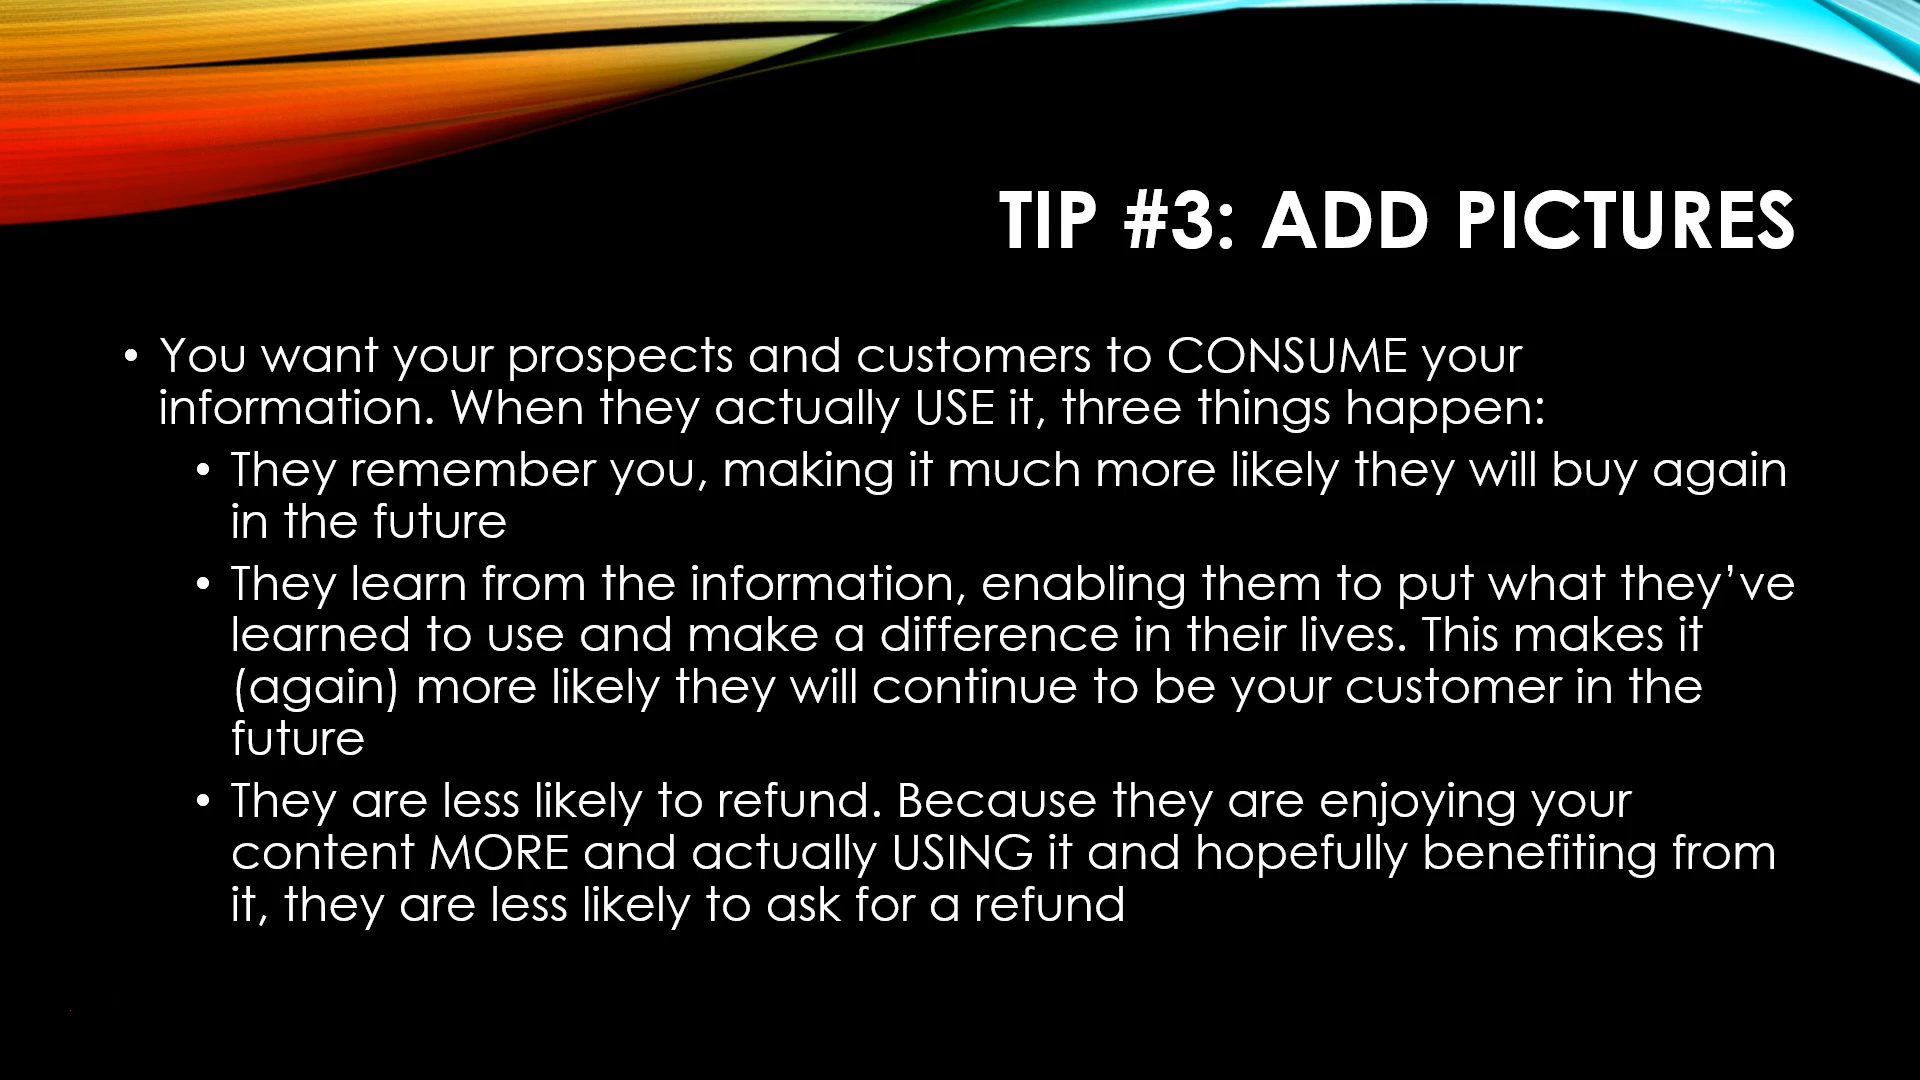 TIP #3: ADD PICTURES
• You want your prospects and customers to CONSUME your
information. When they actually USE it, three things happen:
• They remember you, making it much more likely they will buy again
in the future
• They learn from the information, enabling them to put what they’ve
learned to use and make a difference in their lives. This makes it
(again) more likely they will continue to be your customer in the
future
• They are less likely to refund. Because they are enjoying your
content MORE and actually USING it and hopefully benefiting from
it, they are less likely to ask for a refund